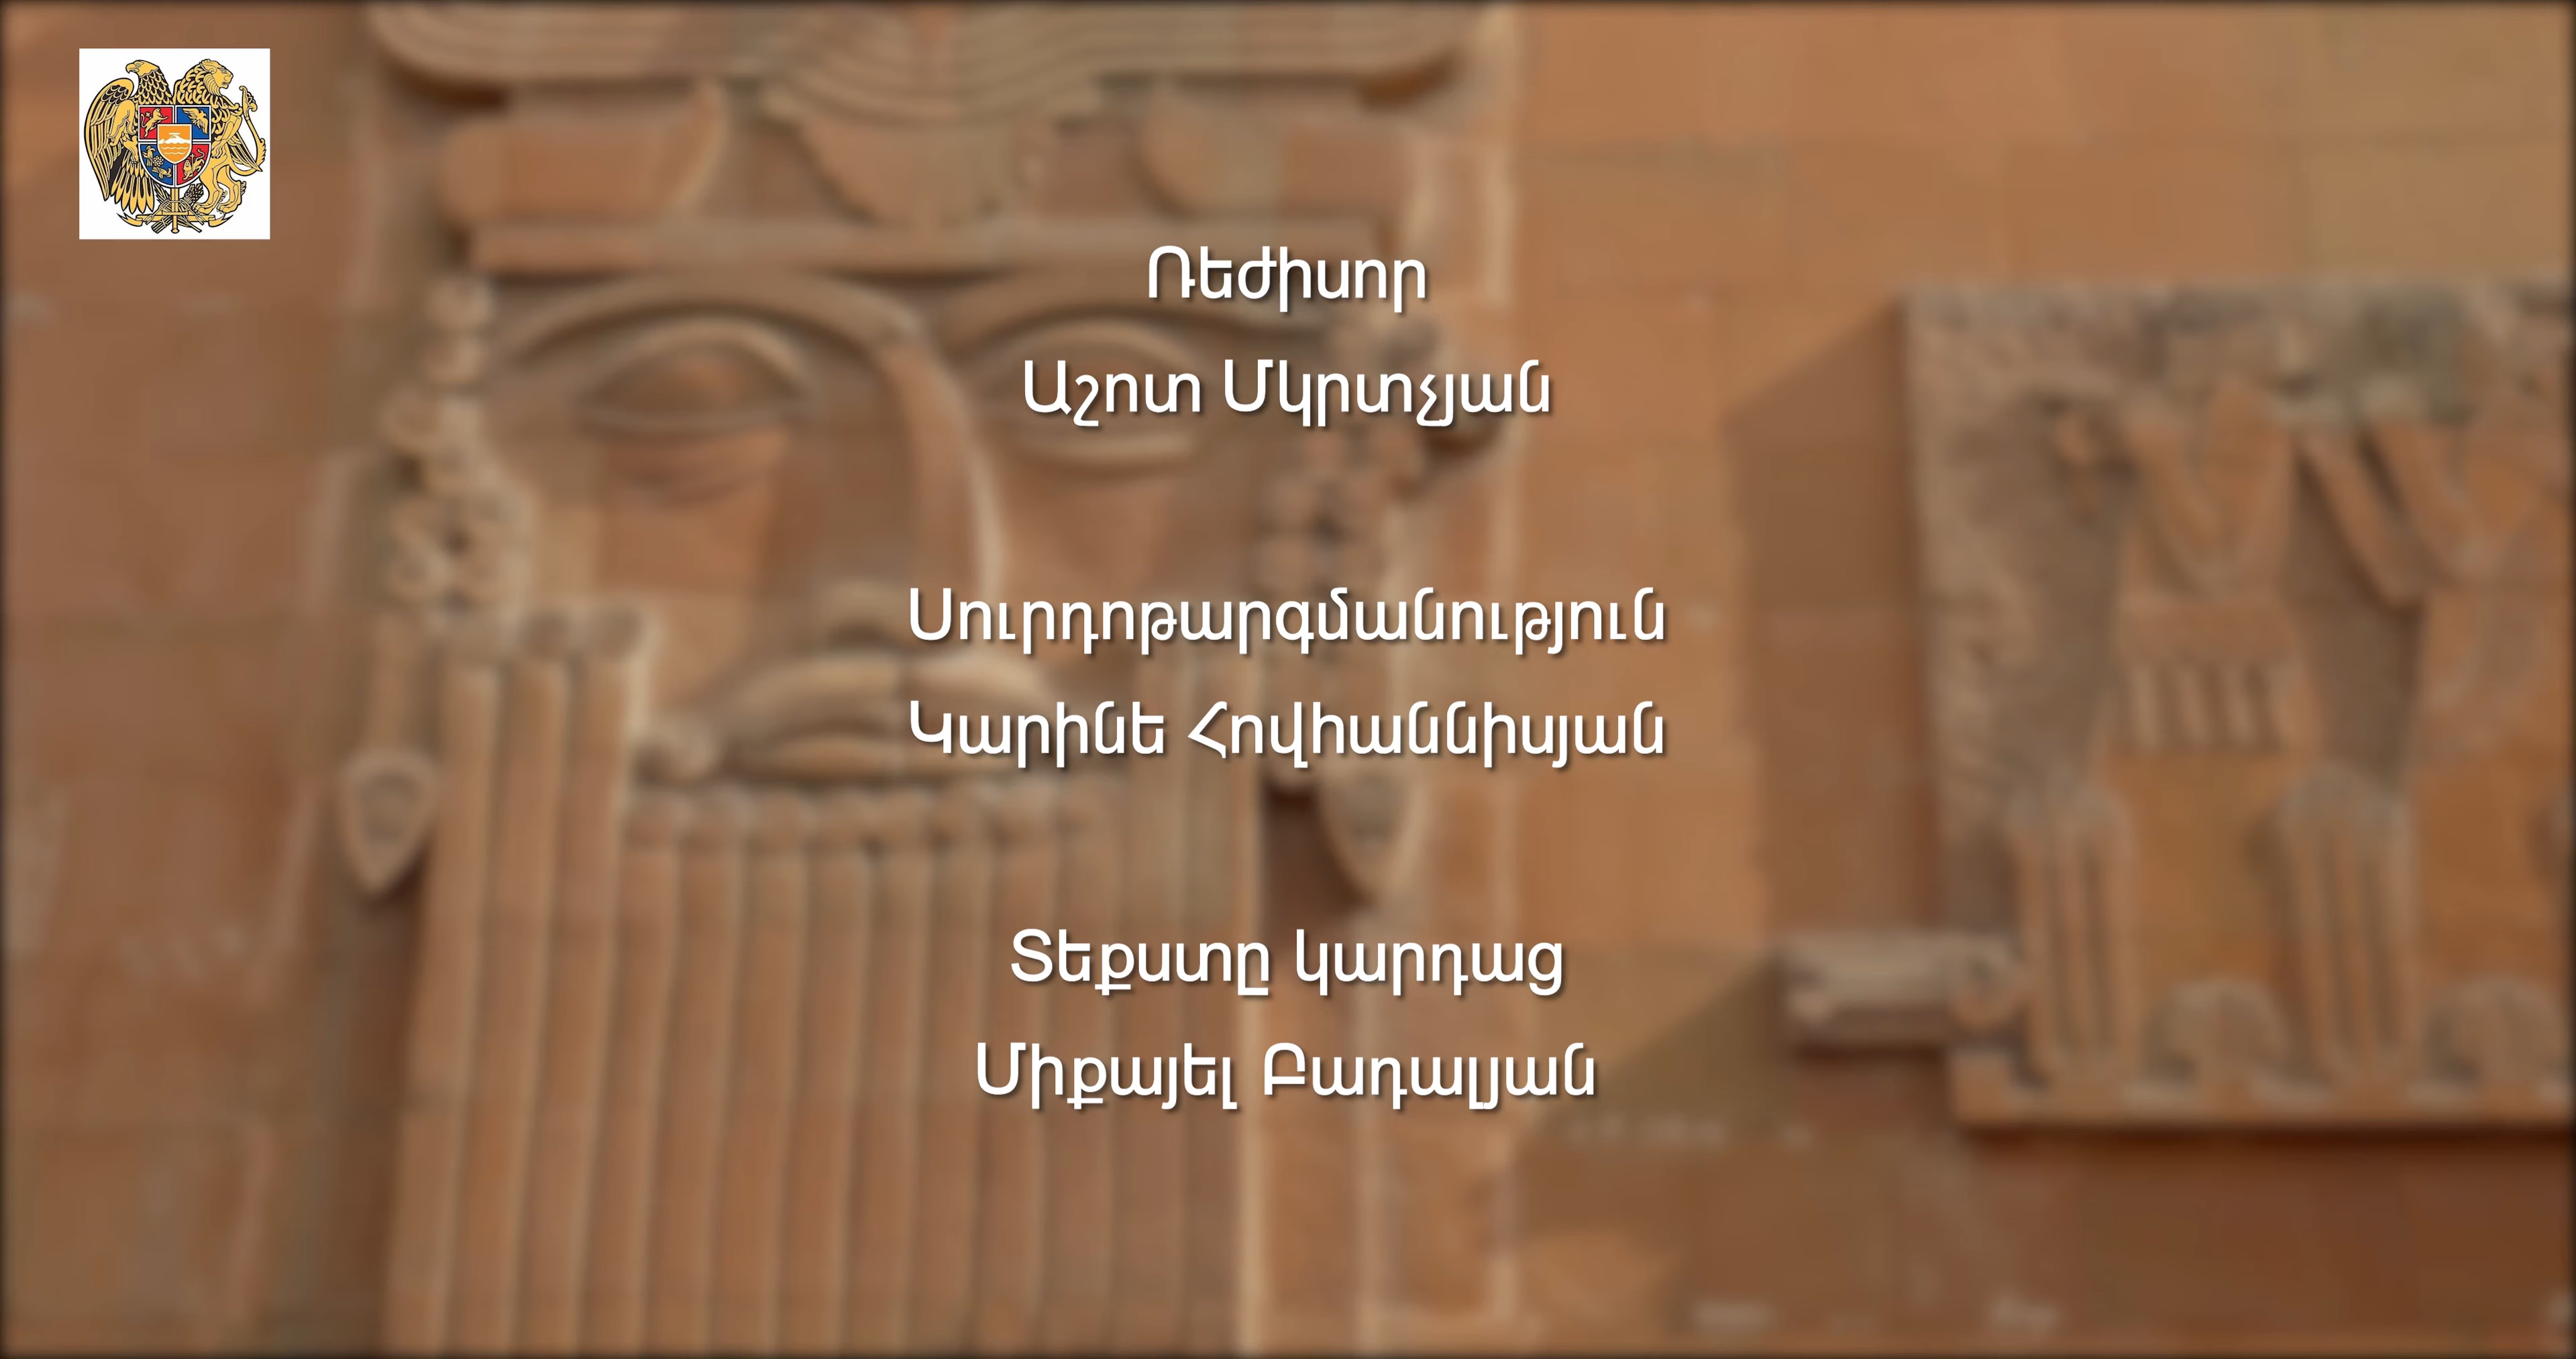 Ռեժիսոր
Աշոտ Մկրտչյան
Սուրդոթարգմանություն
Կարինե Հովհաննիսյան
Տեքստը կարդաց
Միքայել Բադալյան